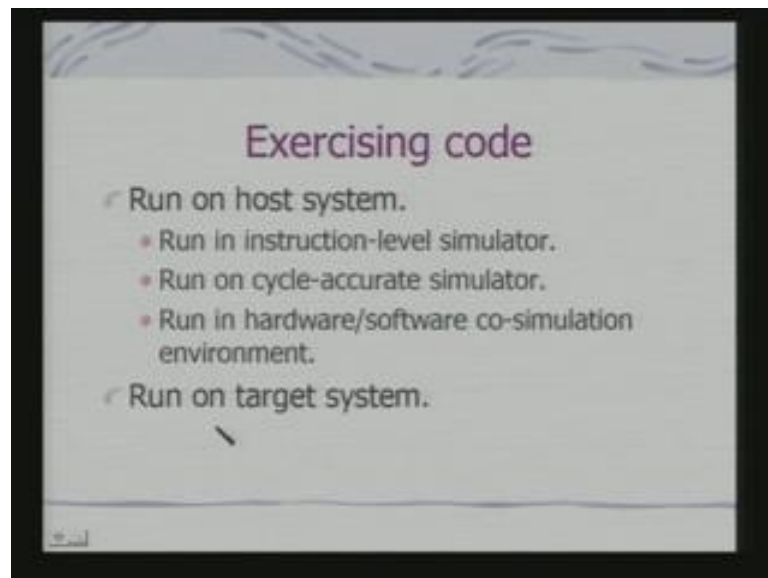 Exercising code
Run on host system.
Run in instruction-level simulator.
Run on cycle-accurate simulator.
Run in hardware/software co-simulation
environment.
Run on target system.